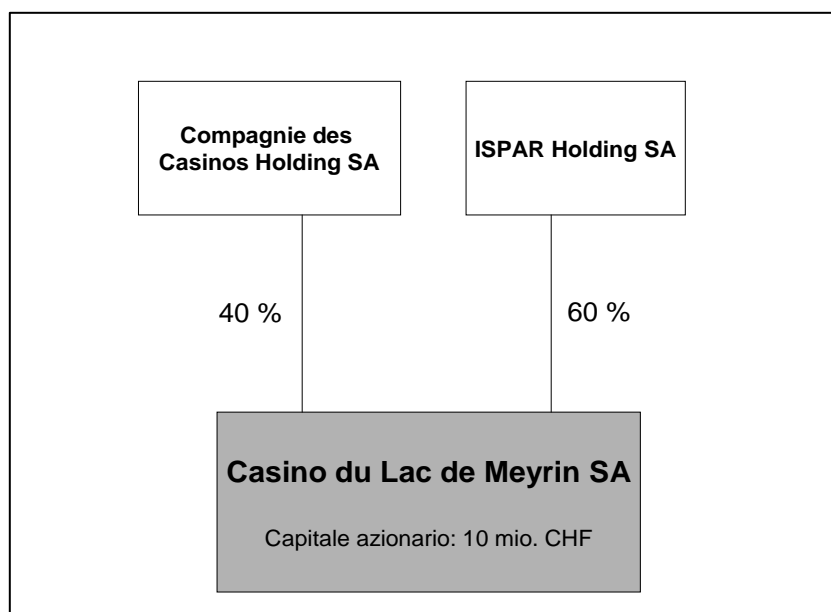 Compagnie des
Casinos Holding SA
ISPAR Holding SA
40 %
60 %
Casino du Lac de Meyrin SA
Capitale azionario: 10 mio. CHF